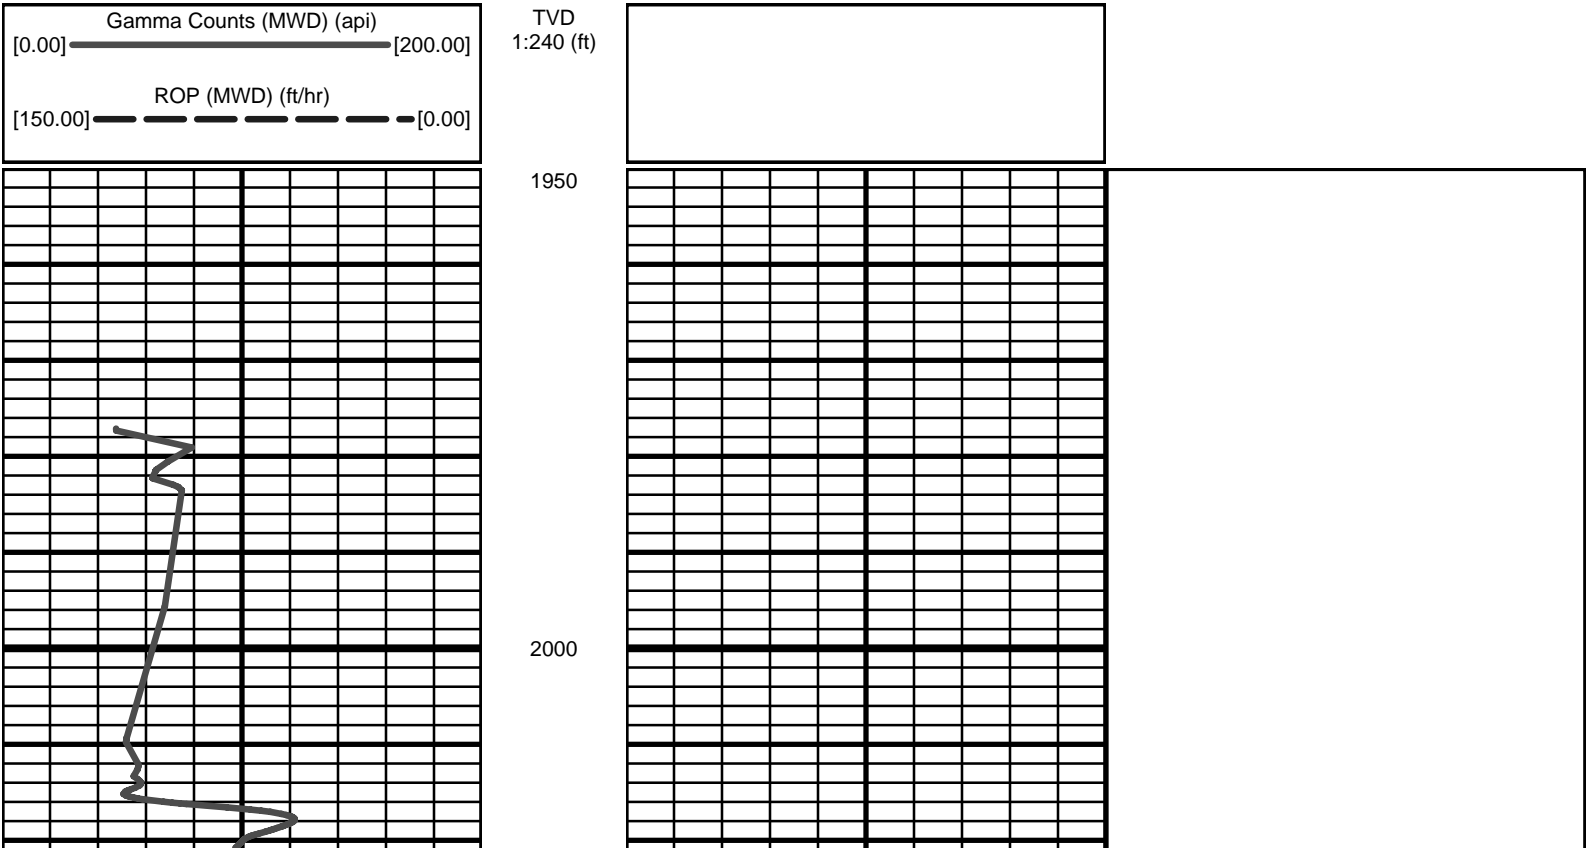 Gamma Counts (MWD) (api)
[0.00] [200.00]
ROP (MWD) (ft/hr)
[150.00] [0.00]
TVD
1:240 (ft)
1950
2000